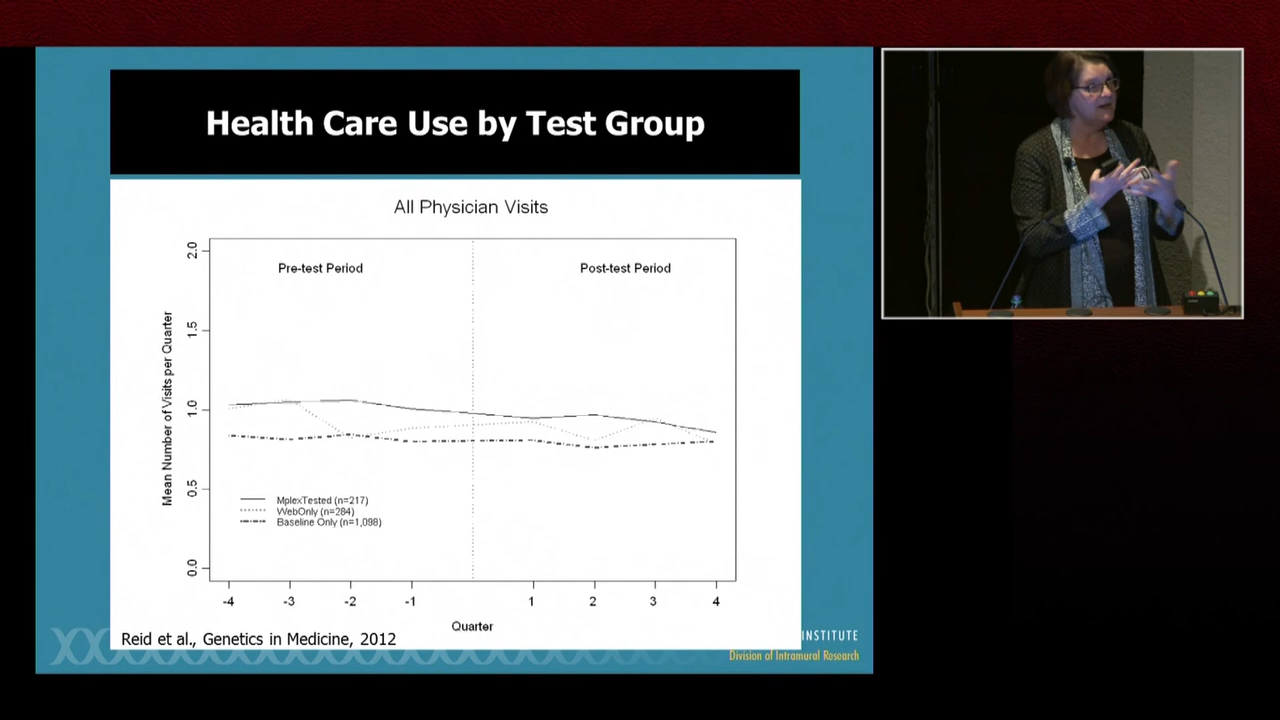 Health Care Use by Test Group
All Physician Visits
Pre-test Period
Post-test Period
Mean Number of Visits per Quarter
2.0
1.5
1.0
0.5
0.0
MplexTested (n=217)
WebOnly (n=284)
Baseline Only (n=1,098)
-4 -3 -2 -1 1 2 3 4
Quarter
Reid et al., Genetics in Medicine, 2012
INSTITUTE
Division of Intramural Research